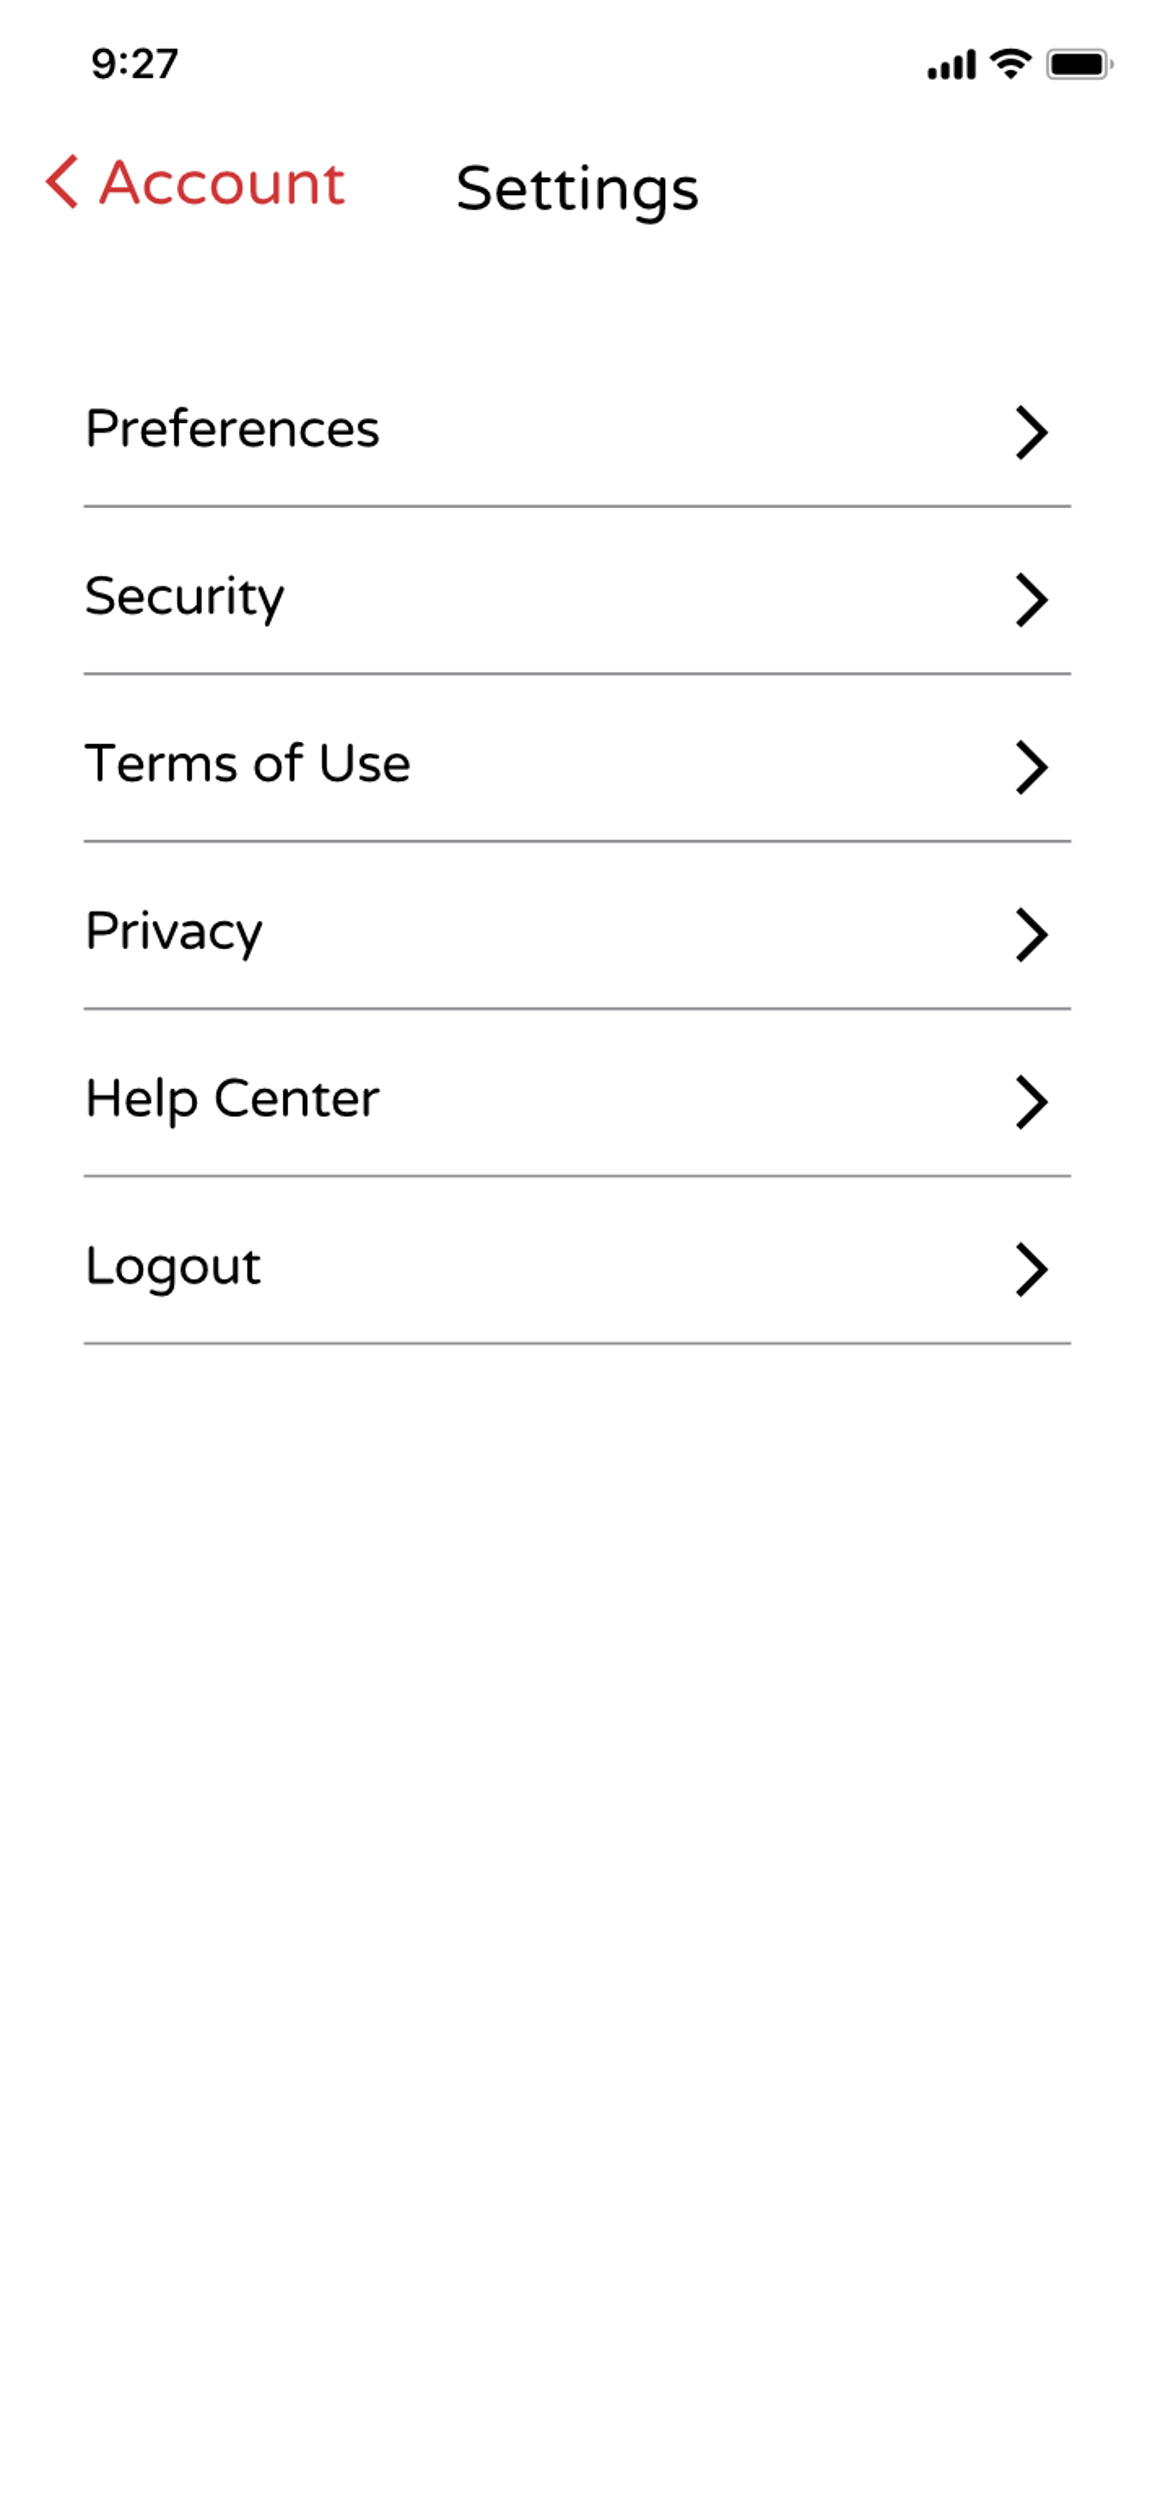 9:27
Account
Settings
Preferences
Security
Terms of Use
Privacy
Help Center
Logout